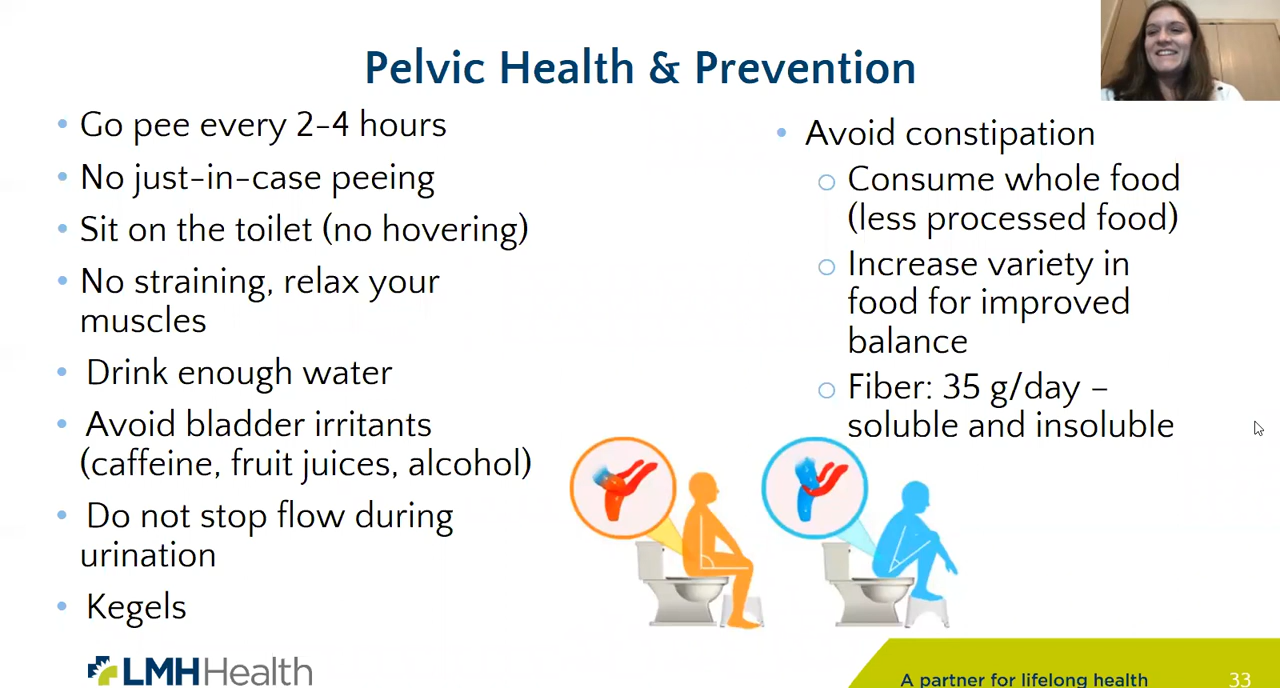 Pelvic Health & Prevention
• Go pee every 2-4 hours
• No just-in-case peeing
• Sit on the toilet (no hovering)
• No straining, relax your
muscles
• Drink enough water
• Avoid bladder irritants
(caffeine, fruit juices, alcohol)
• Do not stop flow during
urination
• Kegels
• Avoid constipation
○ Consume whole food
(less processed food)
○ Increase variety in
food for improved
balance
○ Fiber: 35 g/day –
soluble and insoluble
LMH Health
A partner for lifelong health
33